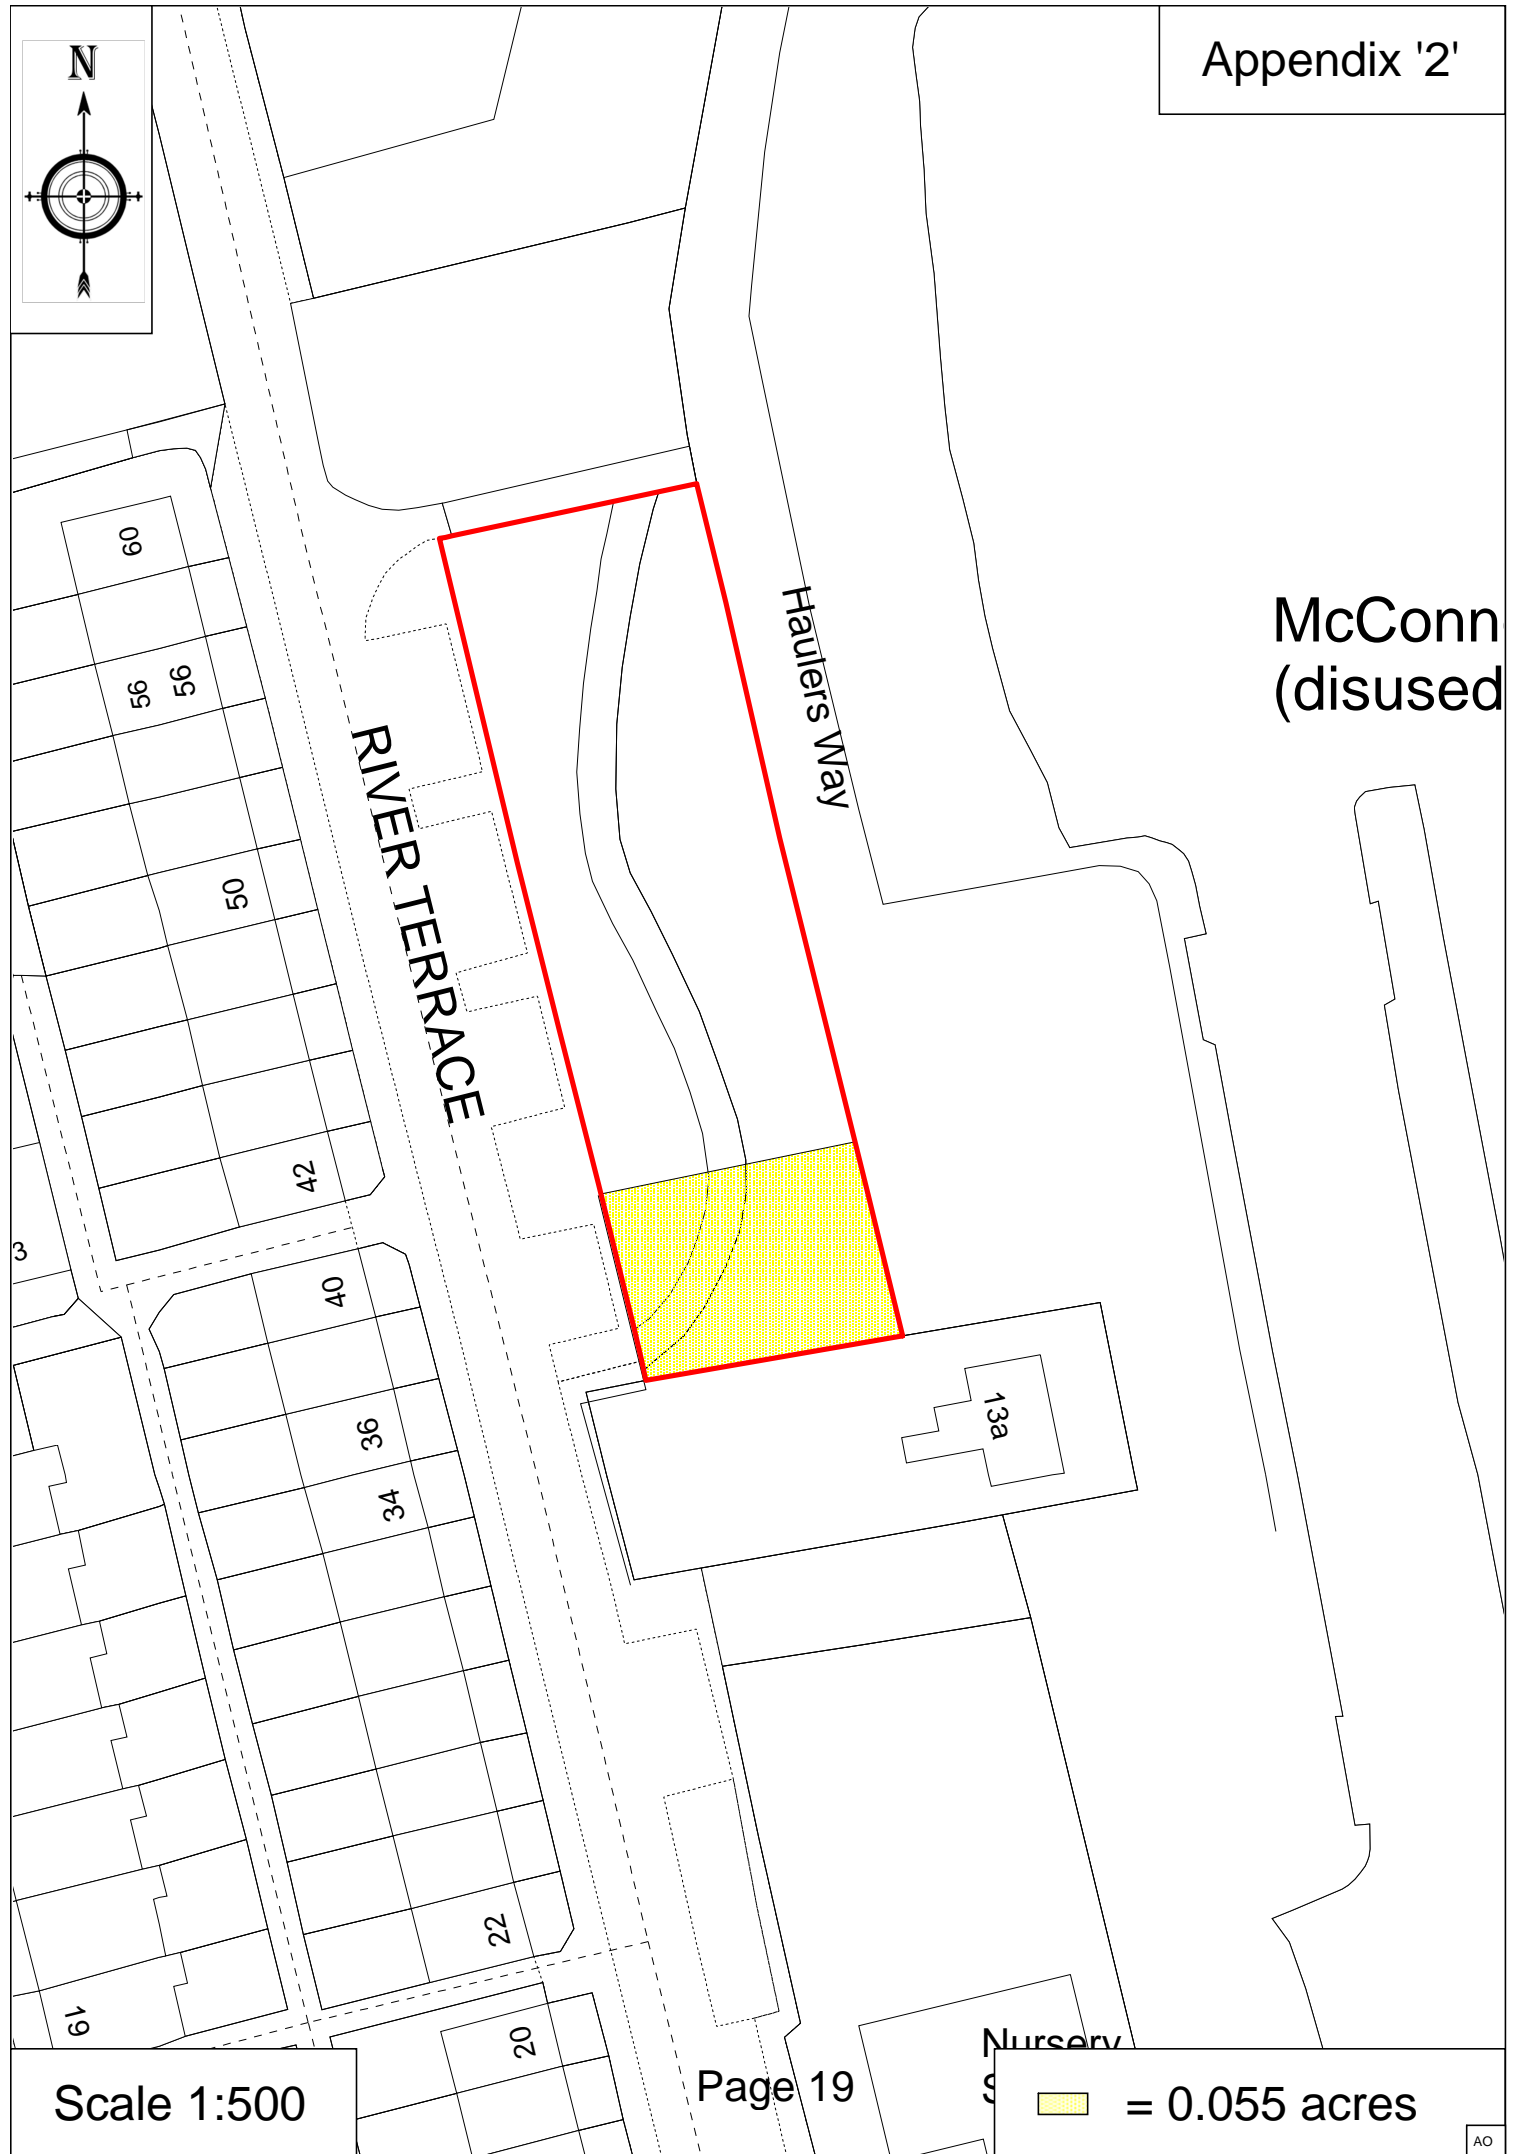 N
Appendix '2'
60
56
56
McConn
(disused
Haulers Way
RIVER TERRACE
50
42
3
40
13a
36
34
22
61
20
Nursery
Scale 1:500
Page 19
= 0.055 acres
AO